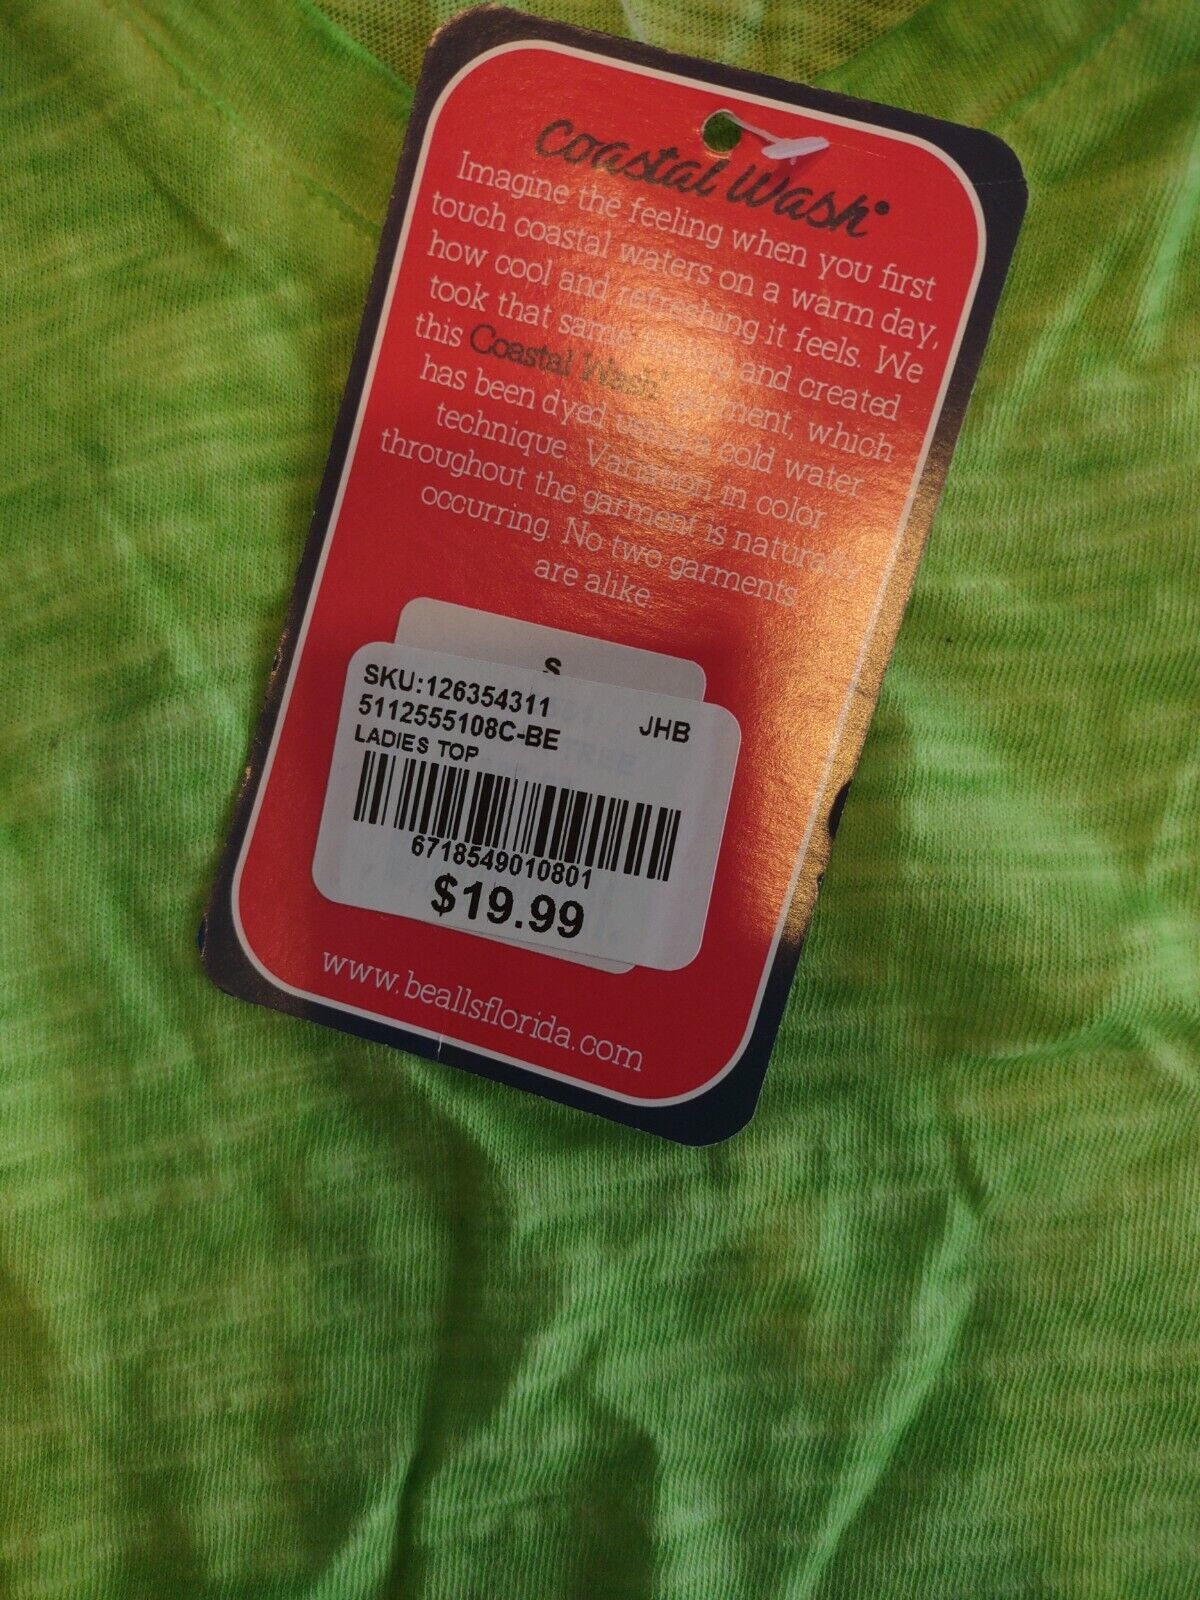 Coastal Wash
Imagine the feeling when you first
touch coastal waters on a warm day,
how cool and refreshing it feels. We
took that same and created
this Coastal Wash garment, which
has been dyed using a cold water
technique. Variation in color
throughout the garment is naturally
occurring. No two garments
are alike.
S
SKU:126354311
5112555108C-BE JHB
LADIES TOP
6718549010801
$19.99
www.beallsflorida.com